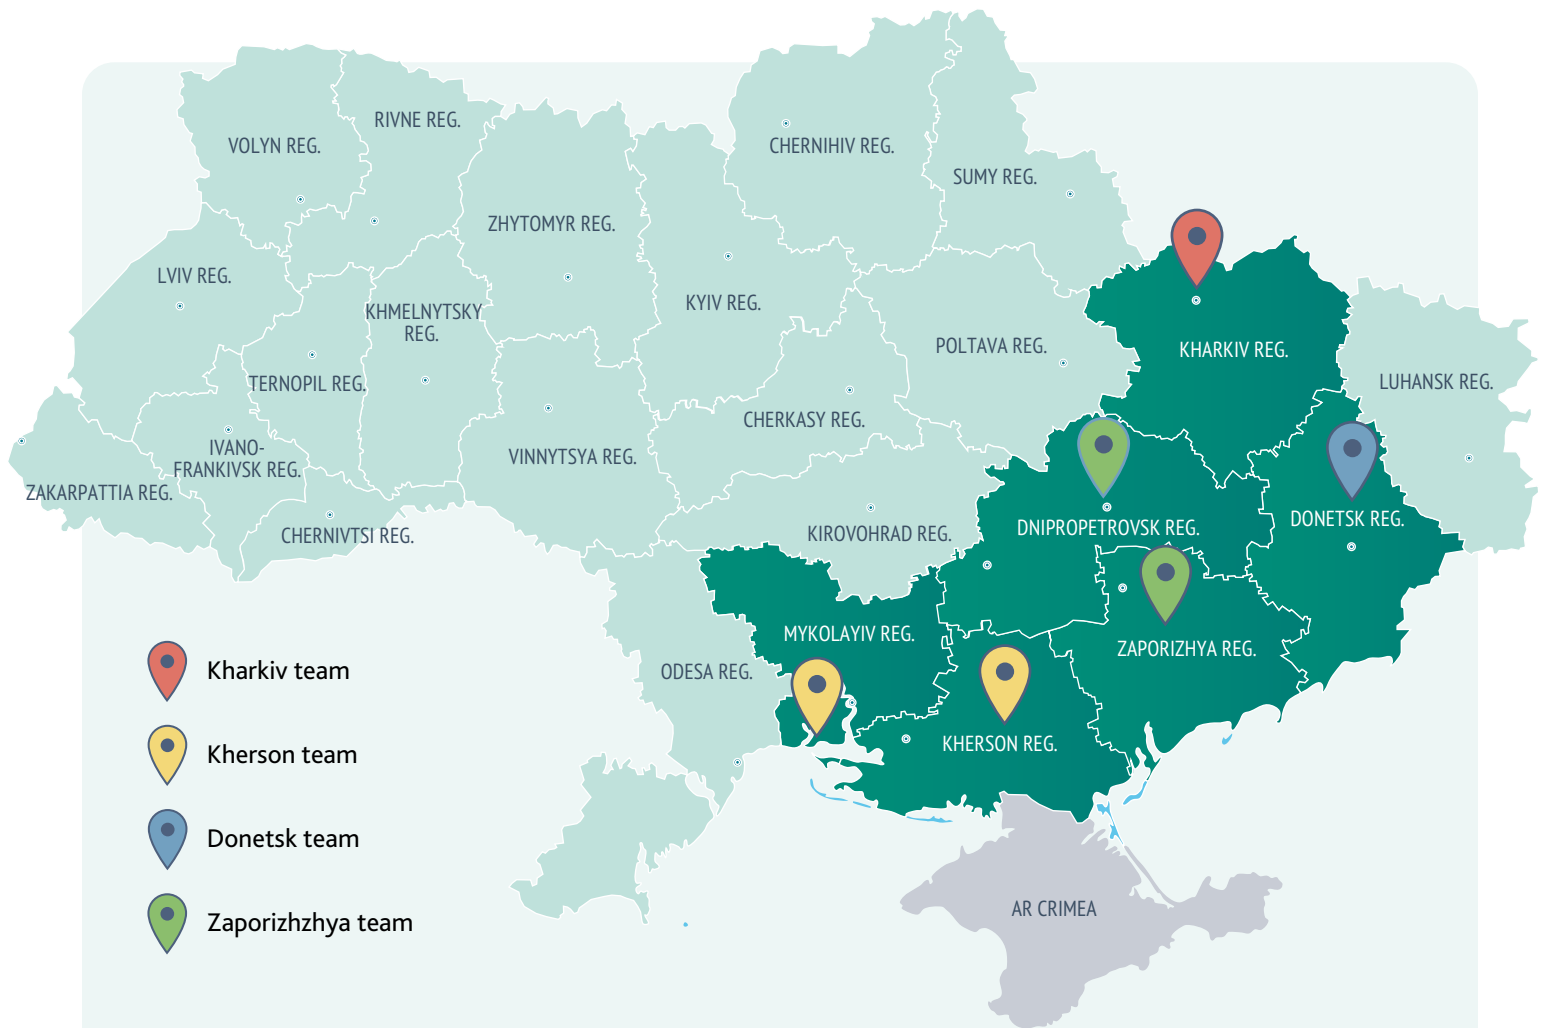 VOLYN REG.
RIVNE REG.
CHERNIHIV REG.
SUMY REG.
ZHYTOMYR REG.
LVIV REG.
KHMELNYTSKY
REG.
KYIV REG.
POLTAVA REG.
KHARKIV REG.
TERNOPIL REG.
LUHANSK REG.
CHERKASY REG.
IVANO-
FRANKIVSK REG.
VINNYTSYA REG.
ZAKARPATTIA REG.
CHERNIVTSI REG.
KIROVOHRAD REG.
DNIPROPETROVSK REG.
DONETSK REG.
MYKOLAYIV REG.
ZAPORIZHYA REG.
ODESA REG.
KHERSON REG.
AR CRIMEA
Kharkiv team
Kherson team
Donetsk team
Zaporizhzhya team